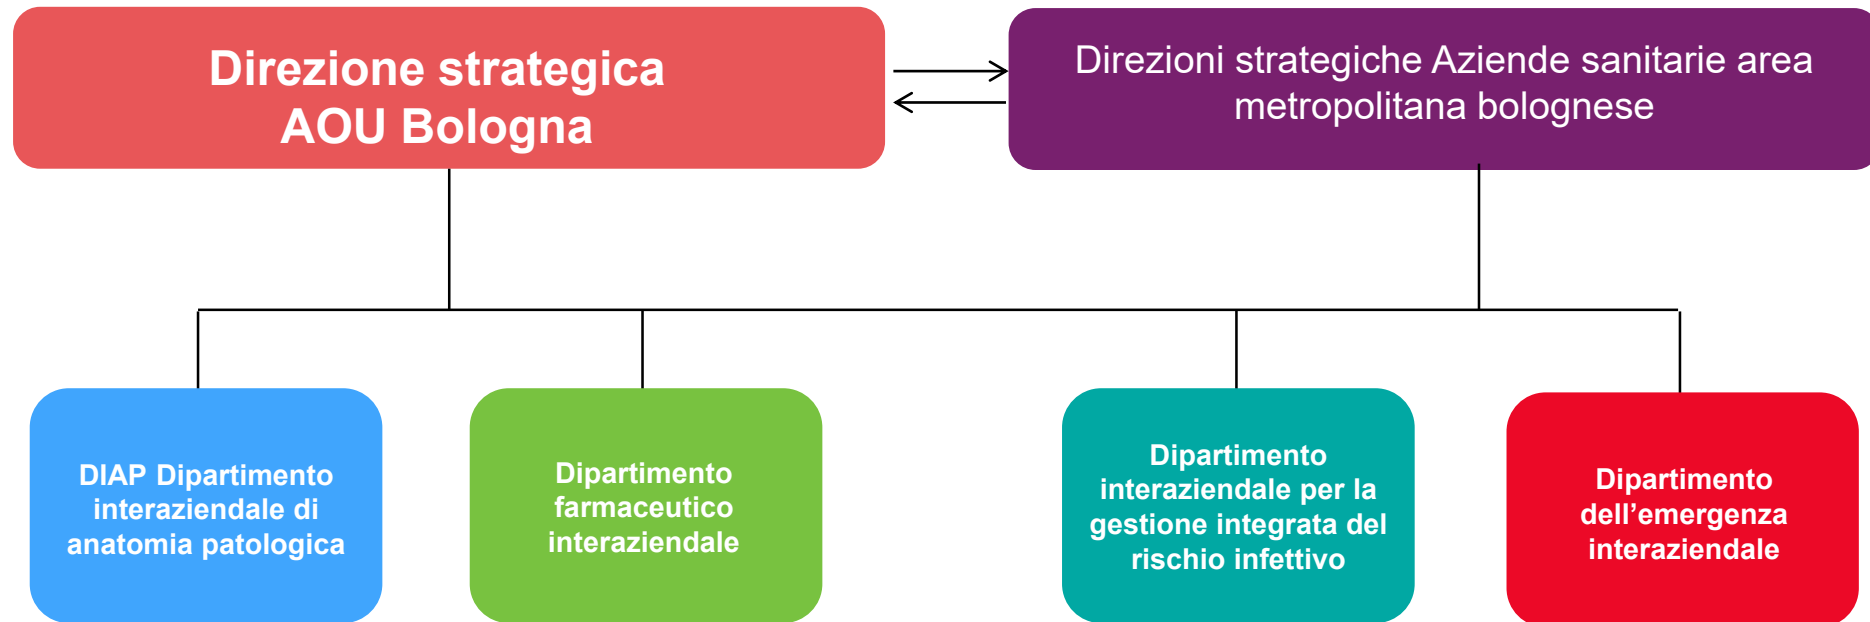 Direzione strategica
AOU Bologna
Direzioni strategiche Aziende sanitarie area
metropolitana bolognese
DIAP Dipartimento
interaziendale di
anatomia patologica
Dipartimento
farmaceutico
interaziendale
Dipartimento
interaziendale per la
gestione integrata del
rischio infettivo
Dipartimento
dell’emergenza
interaziendale